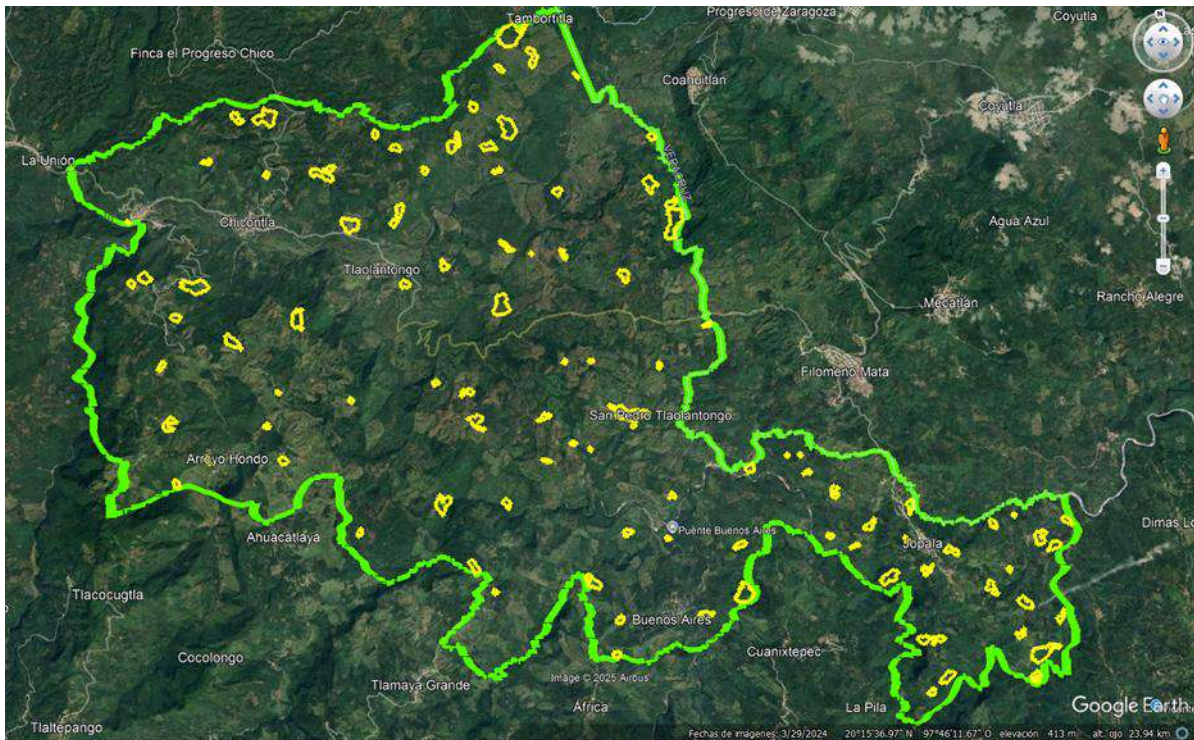 Tambortitla
Progreso de Zaragoza
Coyutla
Finca el Progreso Chico
Coahuitlán
Coyutla
La Unión
VERACRUZ
Chicontla
Agua Azul
Tlaolantongo
Mecatlán
Rancho Alegre
Filomeno Mata
San Pedro Tlaolantongo
Arroyo Hondo
Puente Buenos Aires
Dimas Lo
Ahuacatlaya
Jopala
Tlacocugtla
Buenos Aires
Cocolongo
Cuanixtepec
Tlamaya Grande
Image © 2025 Airbus
África
La Pila
Google Earth
Tlaltepango
Fechas de imágenes: 3/29/2024 20°15'36.97" N 97°46'11.67" O elevación 413 m alt. ojo 23.94 km